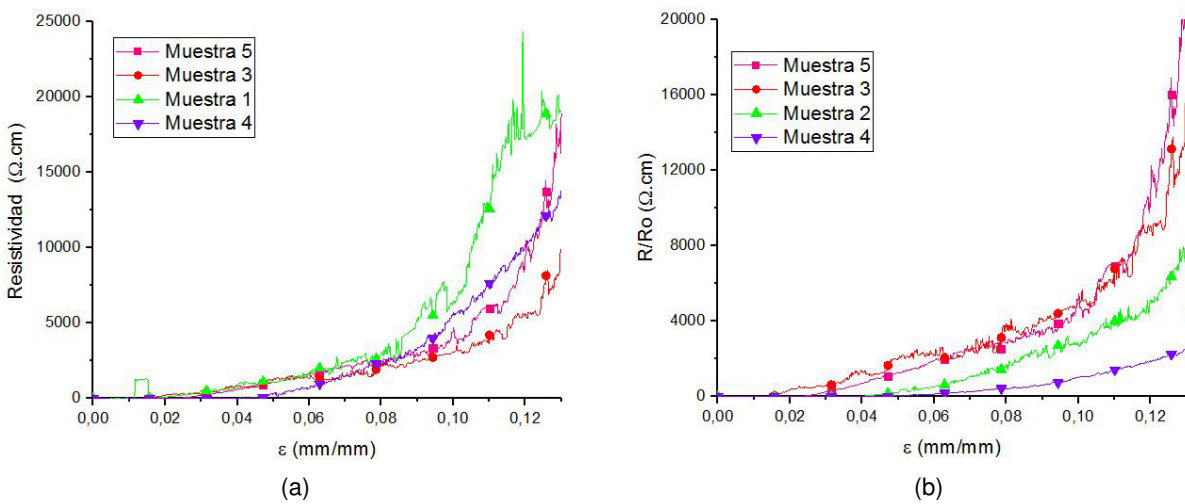 25000
20000
15000
10000
5000
0
Resistividad (Ω.cm)
Muestra 5
Muestra 3
Muestra 1
Muestra 4
0,00 0,02 0,04 0,06 0,08 0,10 0,12
ε (mm/mm)
(a)
20000
16000
12000
8000
4000
0
R/Ro (Ω.cm)
Muestra 5
Muestra 3
Muestra 2
Muestra 4
0,00 0,02 0,04 0,06 0,08 0,10 0,12
ε (mm/mm)
(b)